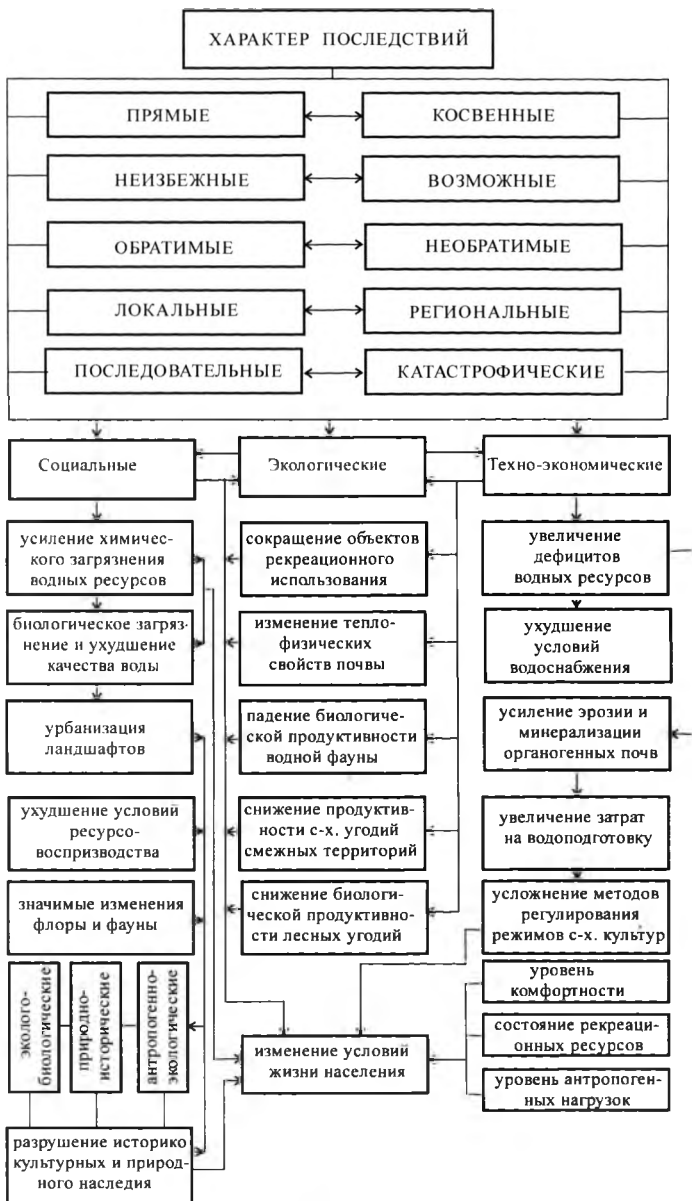 ХАРАКТЕР ПОСЛЕДСТВИЙ
ПРЯМЫЕ
КОСВЕННЫЕ
НЕИЗБЕЖНЫЕ
ВОЗМОЖНЫЕ
ОБРАТИМЫЕ
НЕОБРАТИМЫЕ
ЛОКАЛЬНЫЕ
РЕГИОНАЛЬНЫЕ
ПОСЛЕДОВАТЕЛЬНЫЕ
КАТАСТРОФИЧЕСКИЕ
Социальные
Экологические
Техно-экономические
усиление химичес-
кого загрязнения
водных ресурсов
биологическое загряз-
нение и ухудшение
качества воды
урбанизация
ландшафтов
ухудшение условий
ресурсо-
воспризводства
значимые изменения
флоры и фауны
эколого-
биологические
природно-
исторические
антропогенно-
экологические
разрушение историко
культурных и природ-
ного наследия
сокращение объектов
рекреационного
использования
изменение тепло-
физических
свойств почвы
падение биологиче-
ской продуктивности
водной фауны
снижение продуктив-
ности с-х. угодий
смежных территорий
снижение биологи-
ческой продуктивно-
сти лесных угодий
изменение условий
жизни населения
увеличение
дефицитов
водных ресурсов
ухудшение
условий
водоснабжения
усиление эрозии и
минерализации
органогенных почв
увеличение затрат
на водоподготовку
усложнение методов
регулирования
режимов с-х. культур
уровень
комфортности
состояние рекреаци-
онных ресурсов
уровень антропоген-
ных нагрузок